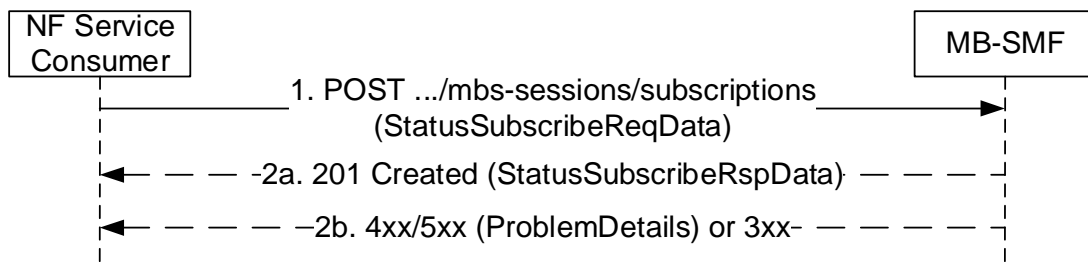 NF Service
Consumer
MB-SMF
1. POST .../mbs-sessions/subscriptions
(StatusSubscribeReqData)
2a. 201 Created (StatusSubscribeRspData)
2b. 4xx/5xx (ProblemDetails) or 3xx